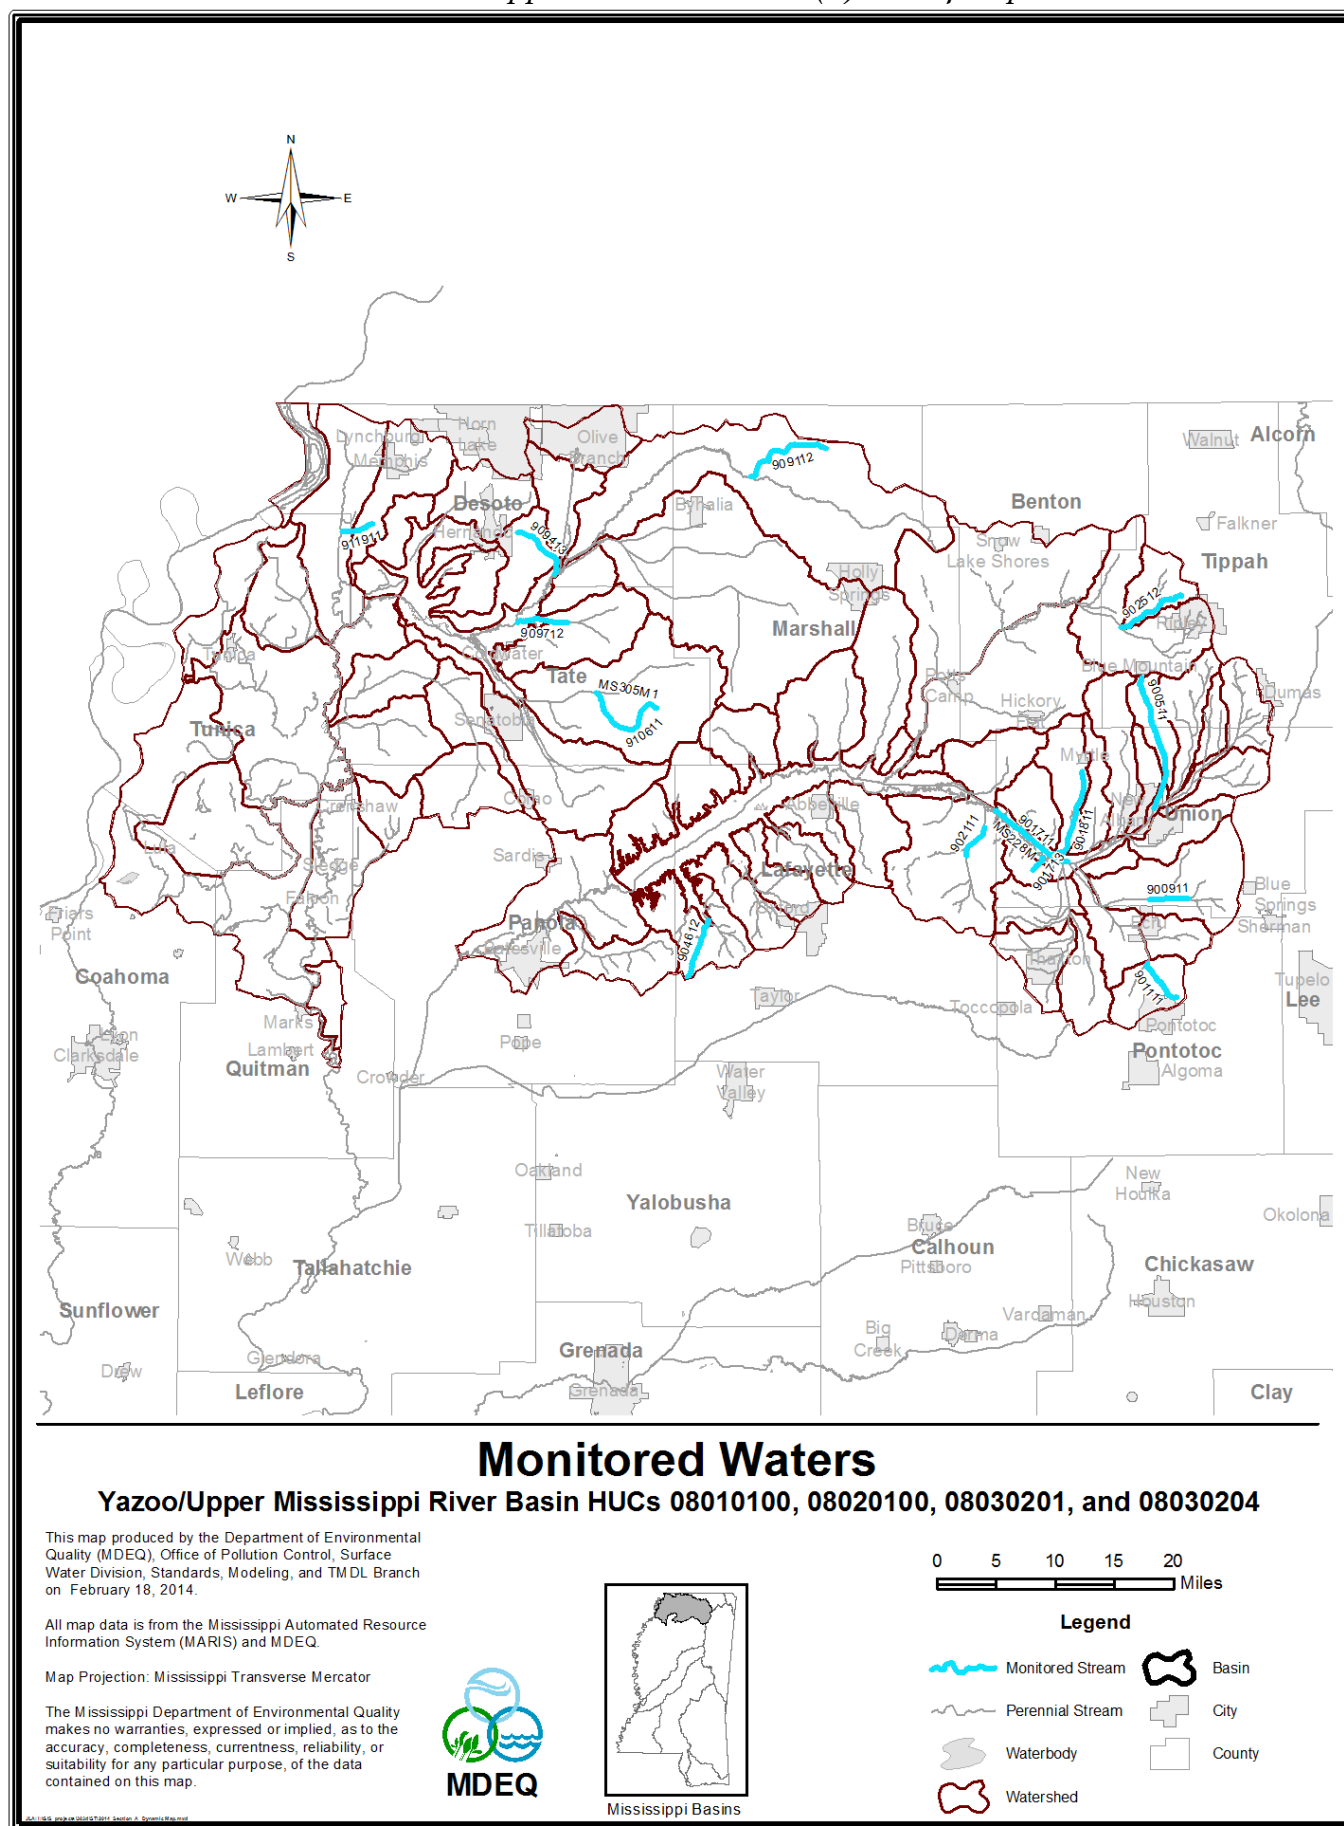 N
W E
S
Lynchburg
Horn
Lake
Olive
Branch
Memphis
Walnut
Alcorn
909112
Desoto
Byhalia
Benton
Hernando
909413
911911
Falkner
Snow
Lake Shores
Tippah
Holly
Springs
902512
Ripley
909712
Marshall
Tunica
Coldwater
Blue Mountain
Tate
MS305M1
Potts
Camp
900511
Dumas
Hickory
Flat
Senatobia
910611
Tunica
Myrtle
Como
Abbeville
New
Albany
Union
Crenshaw
901711
901811
902111
Lula
Sledge
Sardis
Lafayette
901713
Falcon
900911
Blue
Springs
Friars
Point
Panola
Oxford
Ecru
Sherman
Batesville
904612
Thaxton
Coahoma
901111
Tupelo
Taylor
Toccopola
Lee
Marks
Pontotoc
Lyon
Clarksdale
Lambert
Pope
Pontotoc
Quitman
Crowder
Water
Valley
Algoma
Oakland
New
Houlka
Yalobusha
Okolona
Tillatoba
Bruce
Webb
Tallahatchie
Calhoun
Pittsboro
Chickasaw
Sunflower
Vardaman
Houston
Big
Creek
Derma
Glendora
Grenada
Drew
Leflore
Grenada
Clay
Monitored Waters
Yazoo/Upper Mississippi River Basin HUCs 08010100, 08020100, 08030201, and 08030204
This map produced by the Department of Environmental
Quality (MDEQ), Office of Pollution Control, Surface
Water Division, Standards, Modeling, and TMDL Branch
on February 18, 2014.
All map data is from the Mississippi Automated Resource
Information System (MARIS) and MDEQ.
Map Projection: Mississippi Transverse Mercator
The Mississippi Department of Environmental Quality
makes no warranties, expressed or implied, as to the
accuracy, completeness, currentness, reliability, or
suitability for any particular purpose, of the data
contained on this map.
MDEQ
Mississippi Basins
0 5 10 15 20
Miles
Legend
Monitored Stream
Basin
Perennial Stream
City
Waterbody
County
Watershed